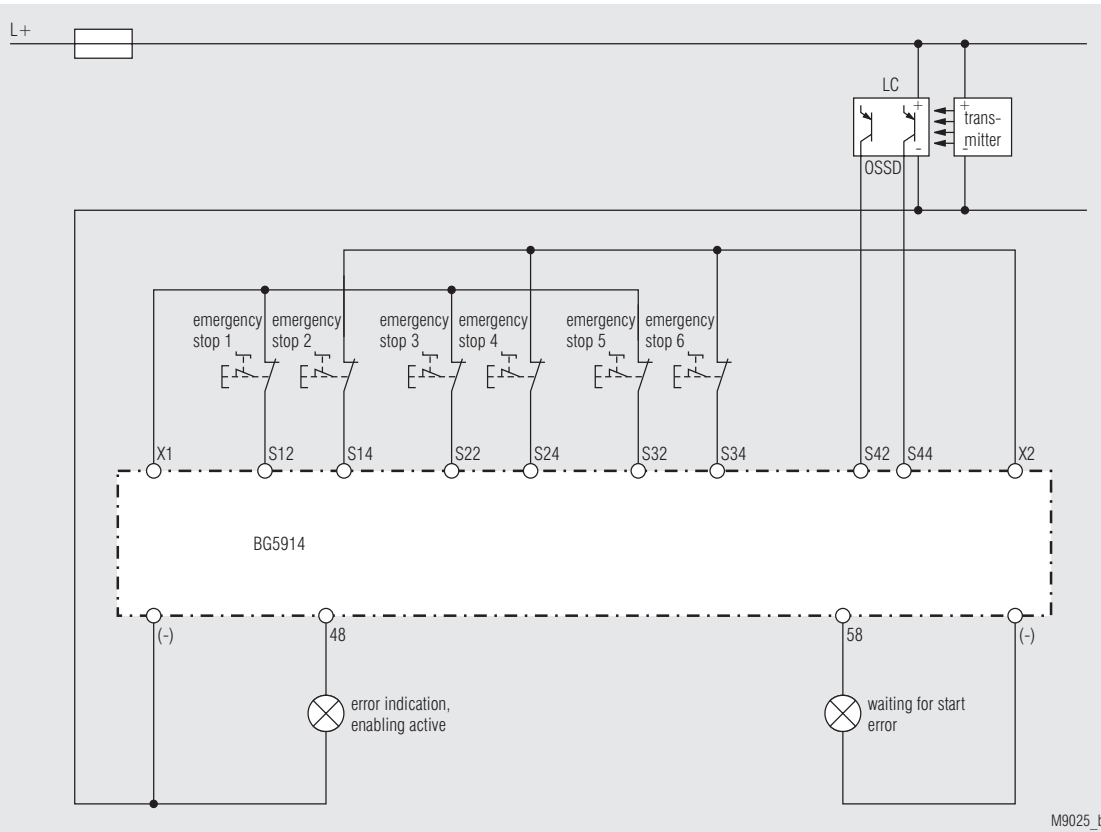 L+
LC
+
+
trans-
mitter
-
-
OSSD
emergency
stop 1
emergency
stop 2
emergency
stop 3
emergency
stop 4
emergency
stop 5
emergency
stop 6
X1
S12
S14
S22
S24
S32
S34
S42
S44
X2
BG5914
(-)
48
58
(-)
error indication,
enabling active
waiting for start
error
M9025_b